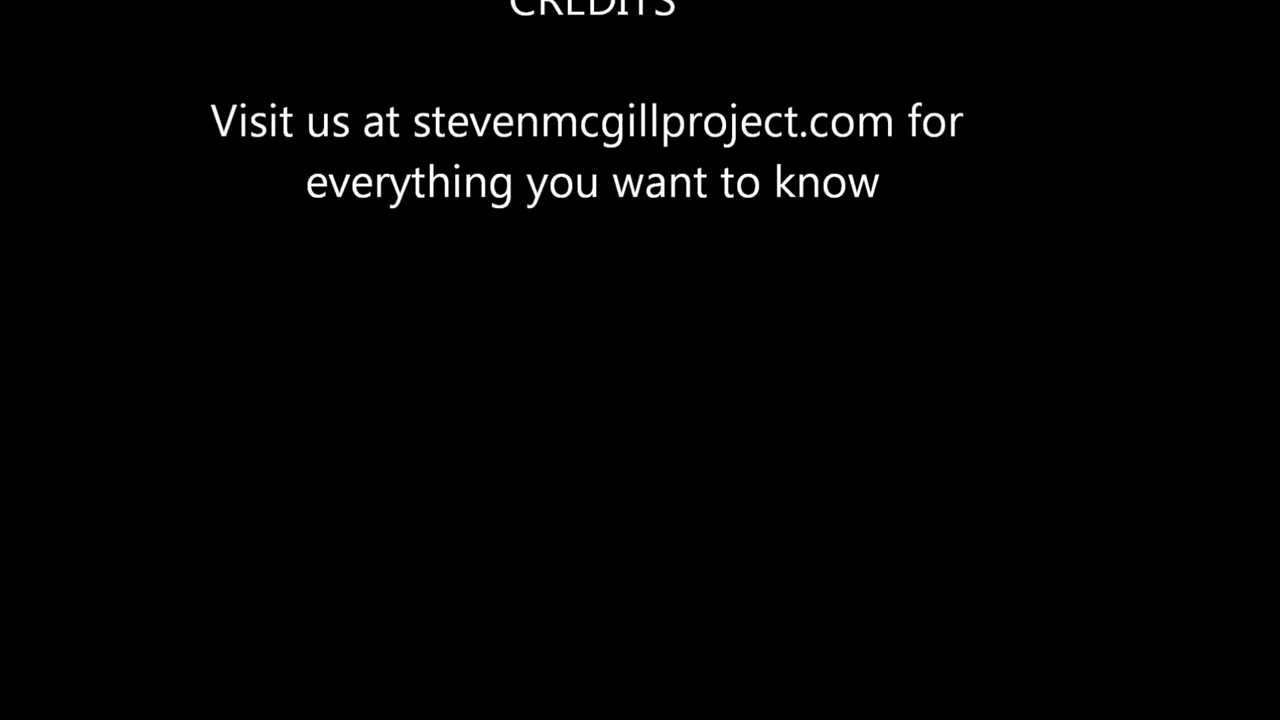 CREDITS
Visit us at stevenmcgillproject.com for
everything you want to know